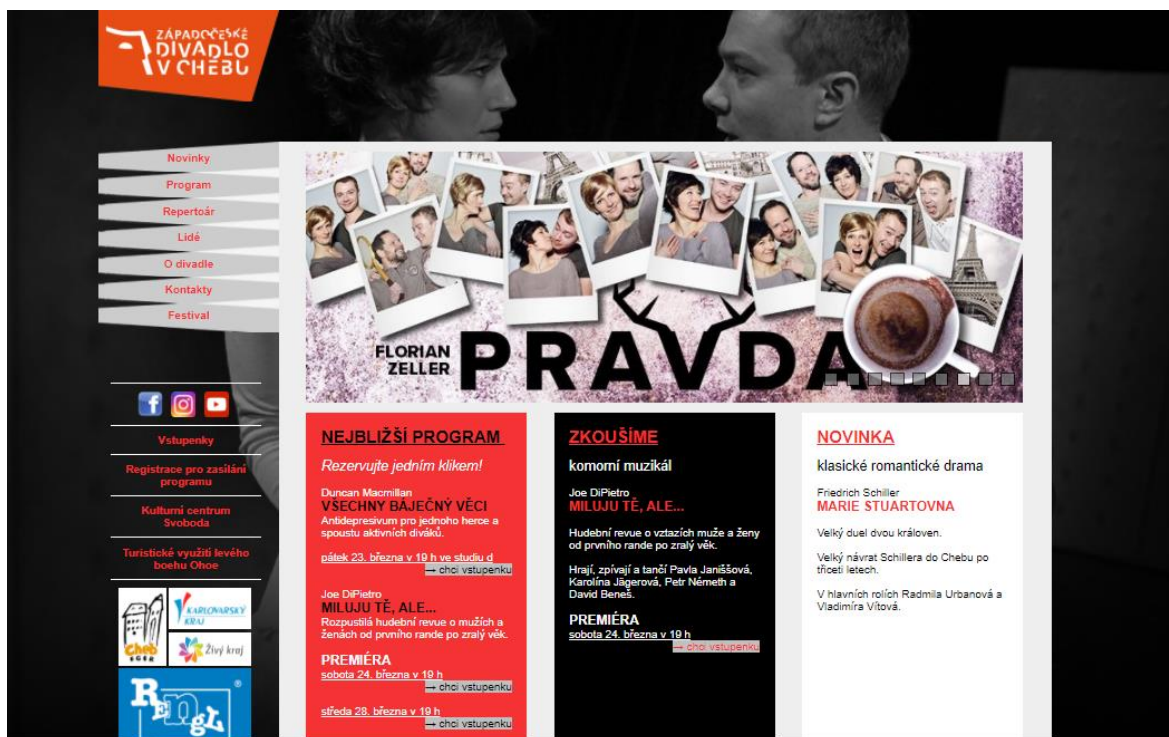 ZÁPADOČESKÉ
DIVADLO
V CHEBU
Novinky
Program
Repertoár
Lidé
O divadle
Kontakty
Festival
Vstupenky
Registrace pro zasílání
programu
Kulturní centrum
Svoboda
Turistické využití levého
boehu Ohoe
Cheb
EGER
KARLOVARSKÝ
KRAJ
Živý kraj
RENGL
®
FLORIAN
ZELLER
PRAVDA
NEJBLIŽŠÍ PROGRAM
Rezervujte jedním klikem!
Duncan Macmillan
VŠECHNY BÁJEČNÝ VĚCI
Antidepresivum pro jednoho herce a
spoustu aktivních diváků.
pátek 23. března v 19 h ve studiu d
→ chci vstupenku
Joe DiPietro
MILUJU TĚ, ALE...
Rozpustilá hudební revue o mužích a
ženách od prvního rande po zralý věk.
PREMIÉRA
sobota 24. března v 19 h
→ chci vstupenku
středa 28. března v 19 h
→ chci vstupenku
ZKOUŠÍME
komorní muzikál
Joe DiPietro
MILUJU TĚ, ALE...
Hudební revue o vztazích muže a ženy
od prvního rande po zralý věk.
Hrají, zpívají a tančí Pavla Janiššová,
Karolína Jägerová, Petr Németh a
David Beneš.
PREMIÉRA
sobota 24. března v 19 h
→ chci vstupenku
NOVINKA
klasické romantické drama
Friedrich Schiller
MARIE STUARTOVNA
Velký duel dvou královen.
Velký návrat Schillera do Chebu po
třiceti letech.
V hlavních rolích Radmila Urbanová a
Vladimíra Vítová.